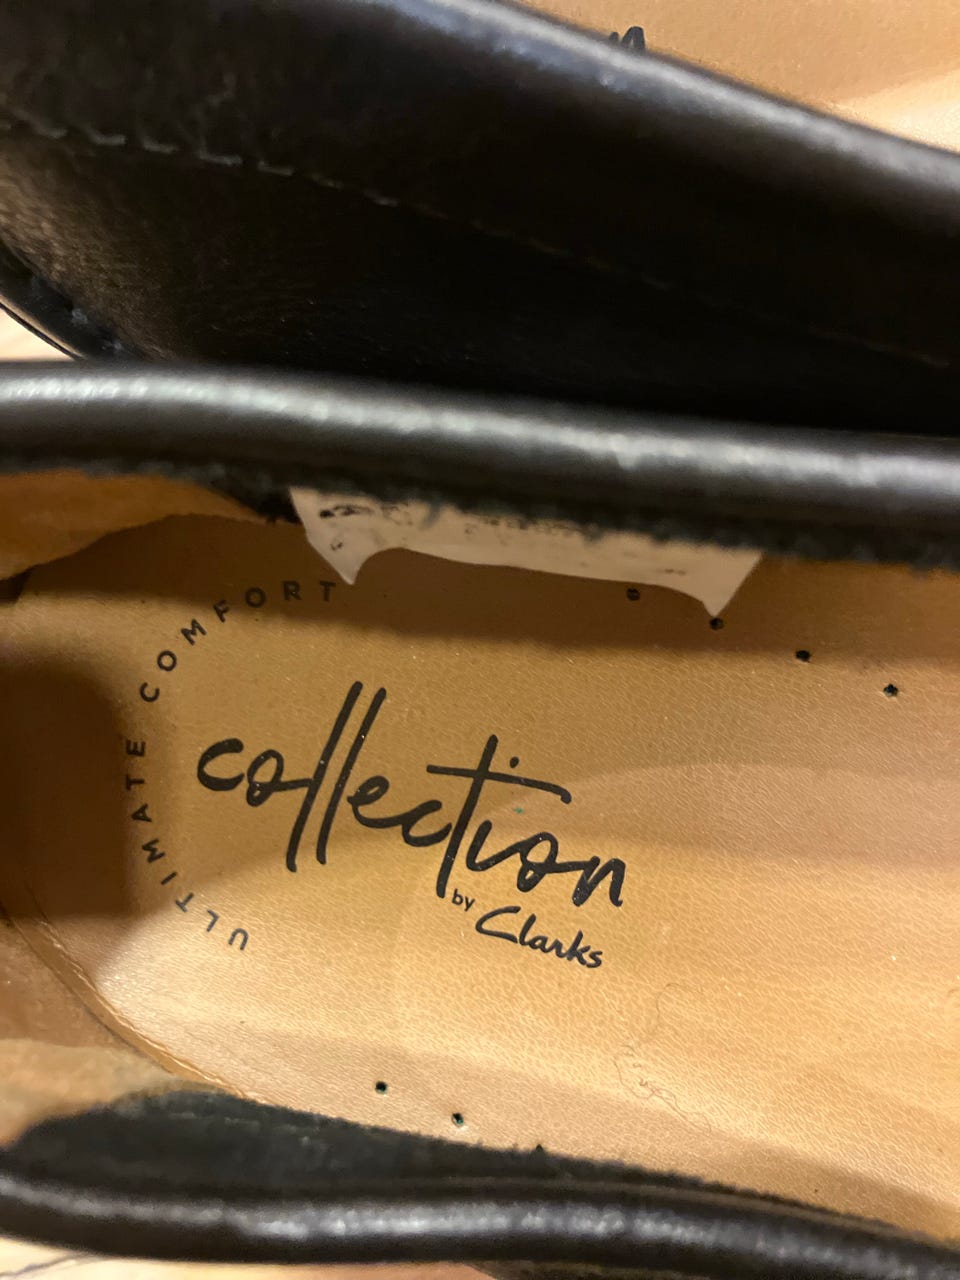 ULTIMATE COMFORT
collection
by Clarks